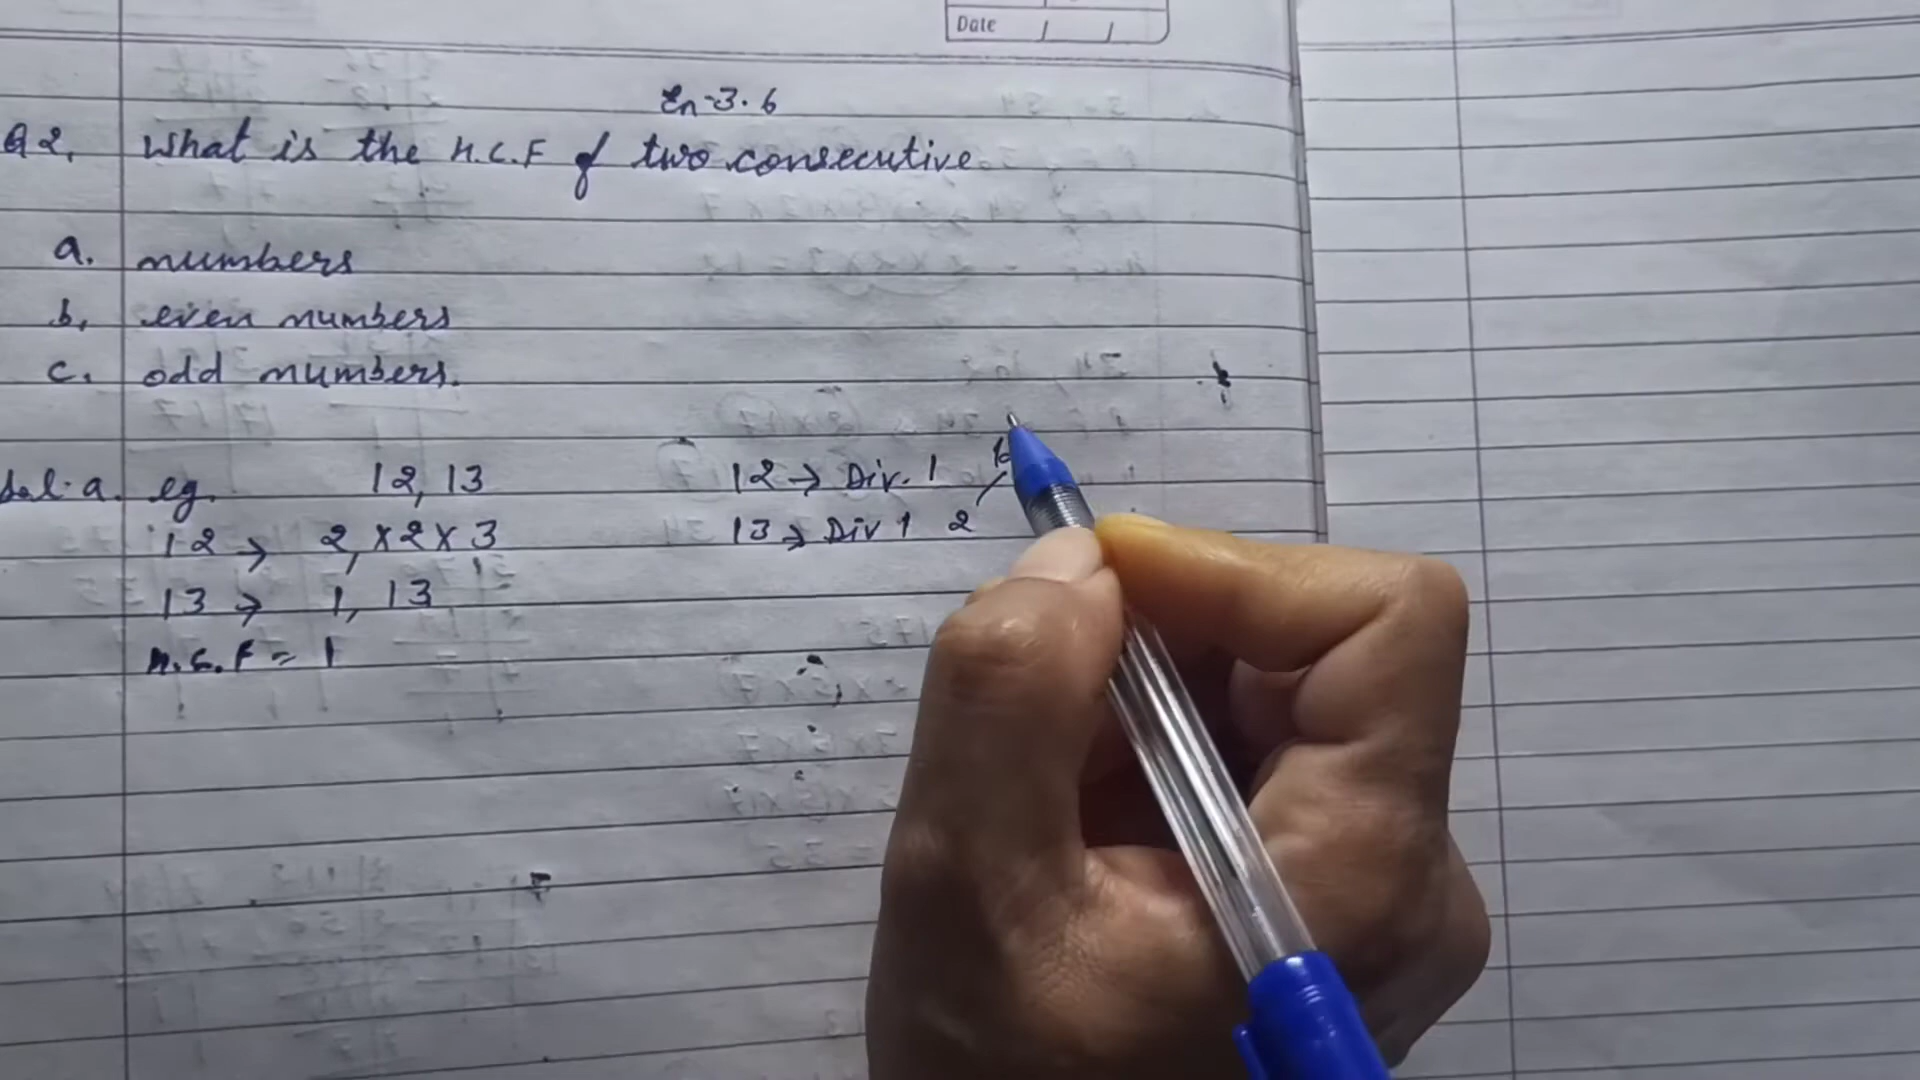 Date / /
Ex-3.6
Q2. What is the H.C.F of two consecutive
a. numbers
b. even numbers
c. odd numbers.
Sol. a. eg. 12, 13
12 → 2, × 2 × 3
13 → 1, 13
H.C.F = 1
12 → Div. 1
13 → Div 1 2